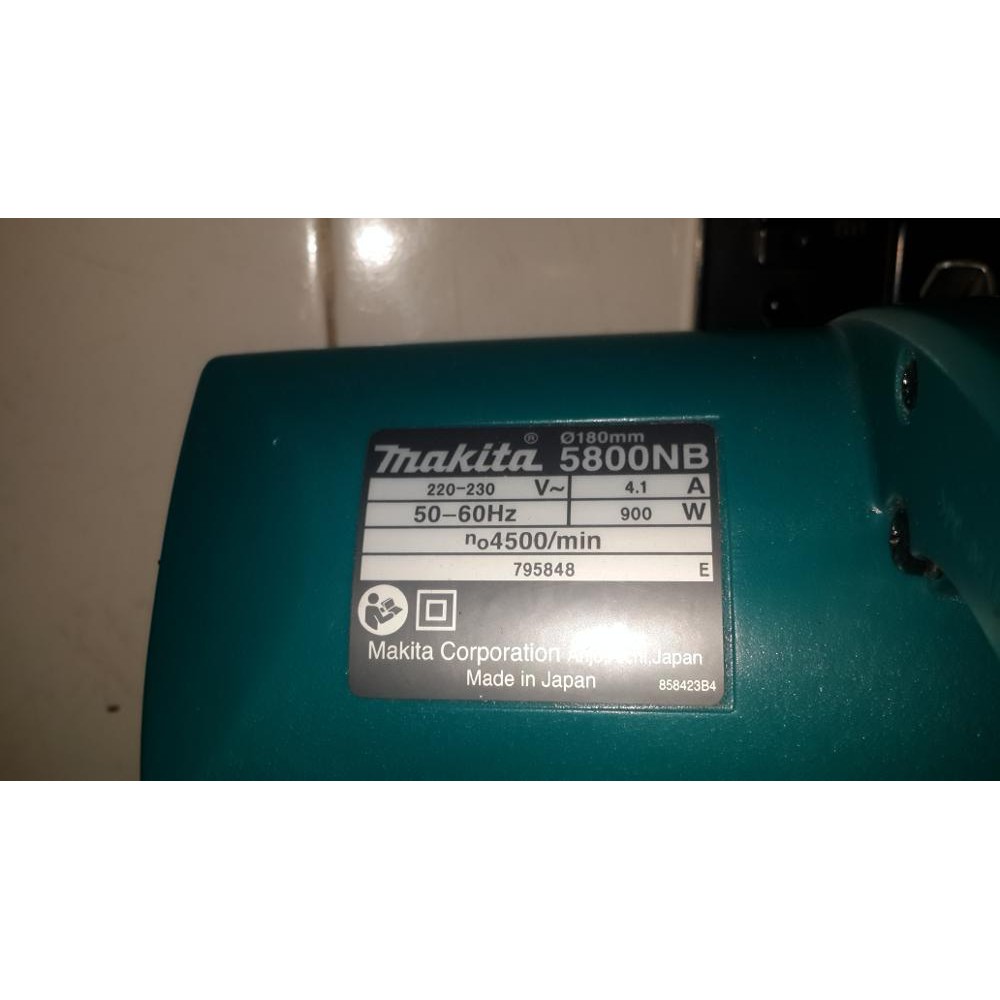 makita® Ø180mm 5800NB
220-230 V~ 4.1 A
50-60Hz 900 W
no4500/min
795848 E
Makita Corporation Japan
Made in Japan 858423B4